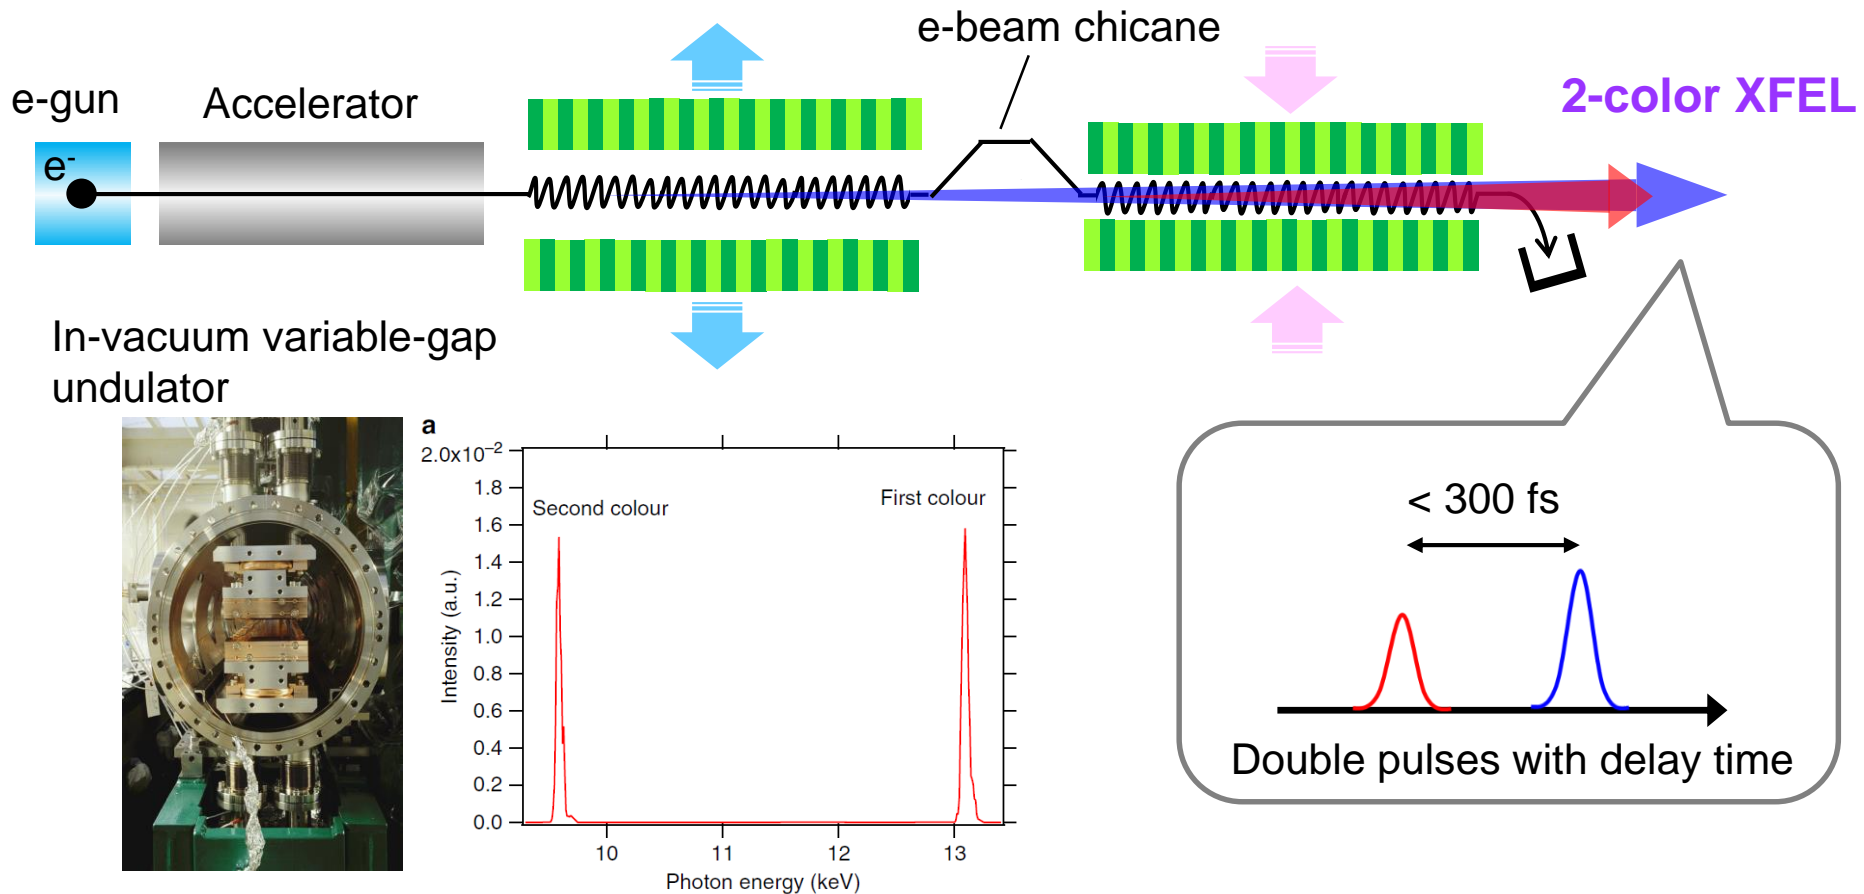 e-beam chicane
e-gun
Accelerator
2-color XFEL
e-
In-vacuum variable-gap
undulator
a
2.0x10–2
1.8
1.6
1.4
1.2
1.0
0.8
0.6
0.4
0.2
0.0
Intensity (a.u.)
Second colour
First colour
10
11
12
13
Photon energy (keV)
< 300 fs
Double pulses with delay time